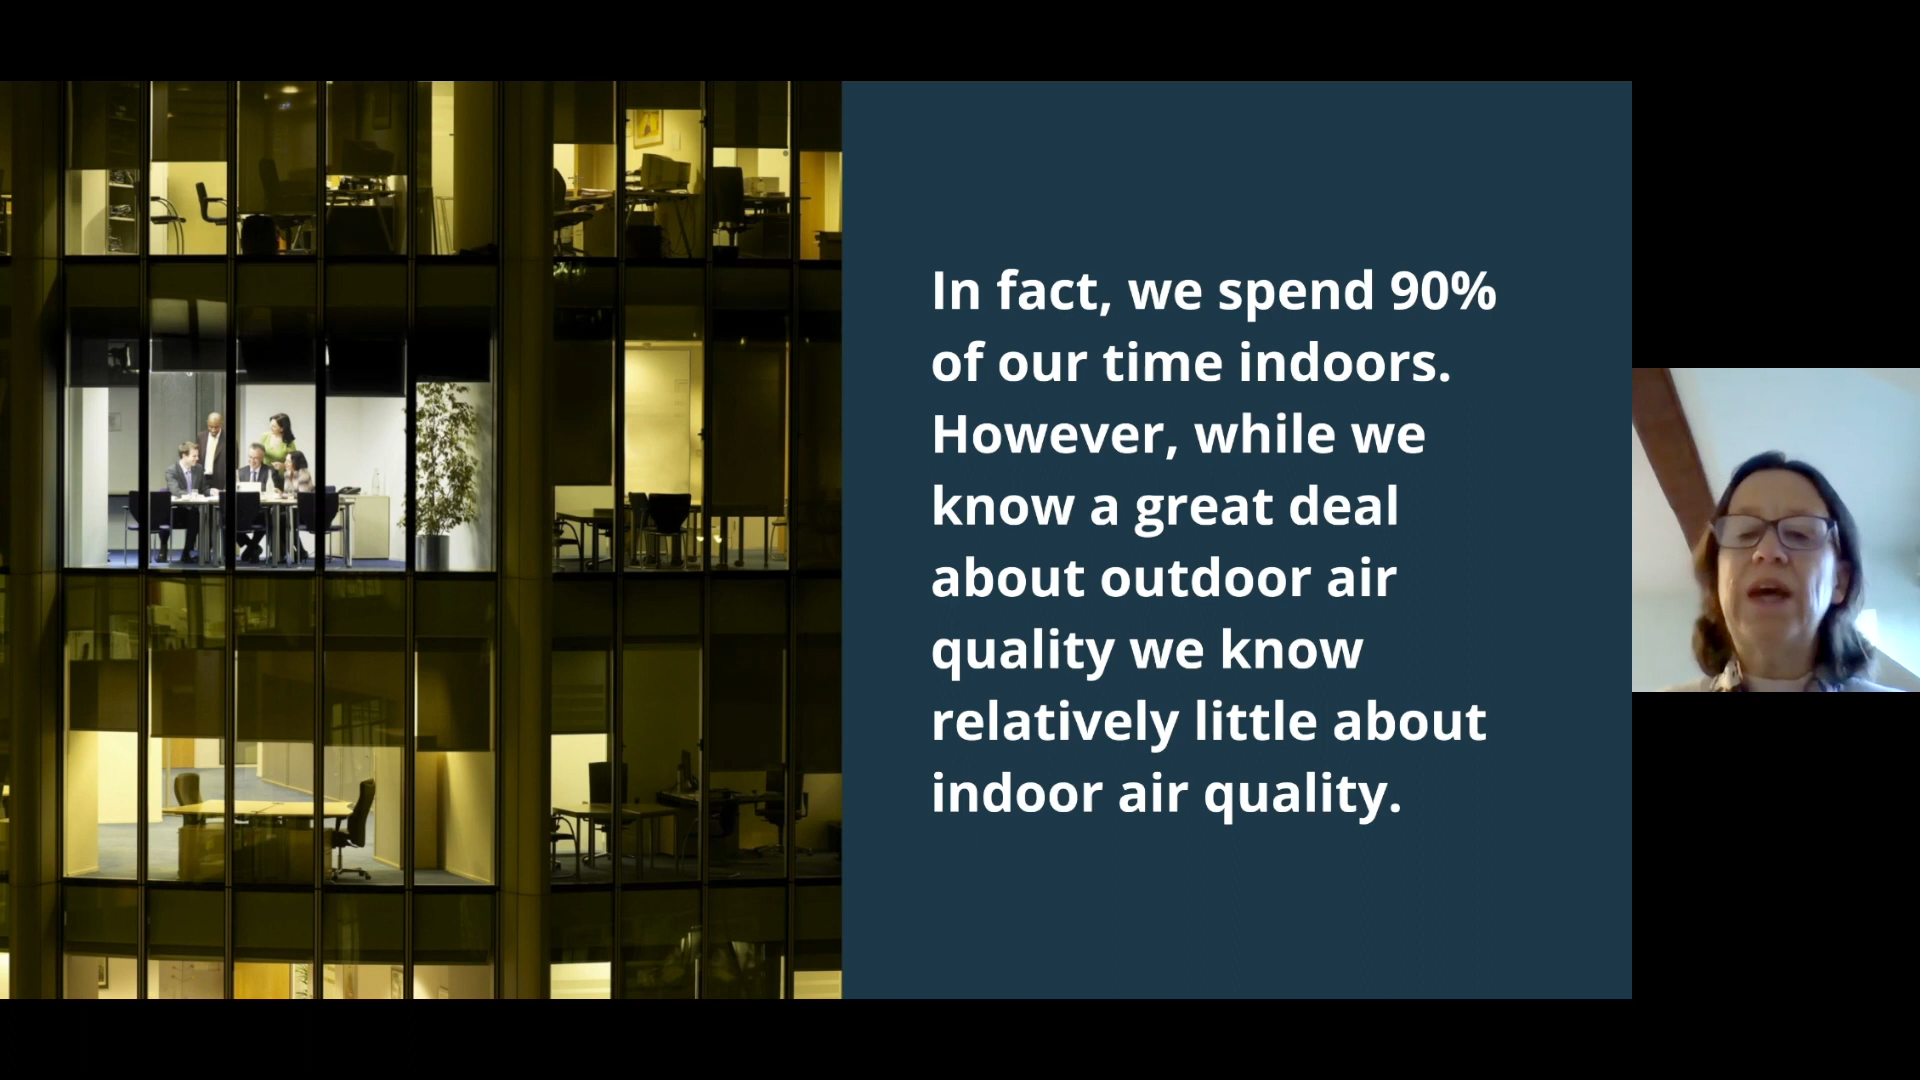 In fact, we spend 90%
of our time indoors.
However, while we
know a great deal
about outdoor air
quality we know
relatively little about
indoor air quality.